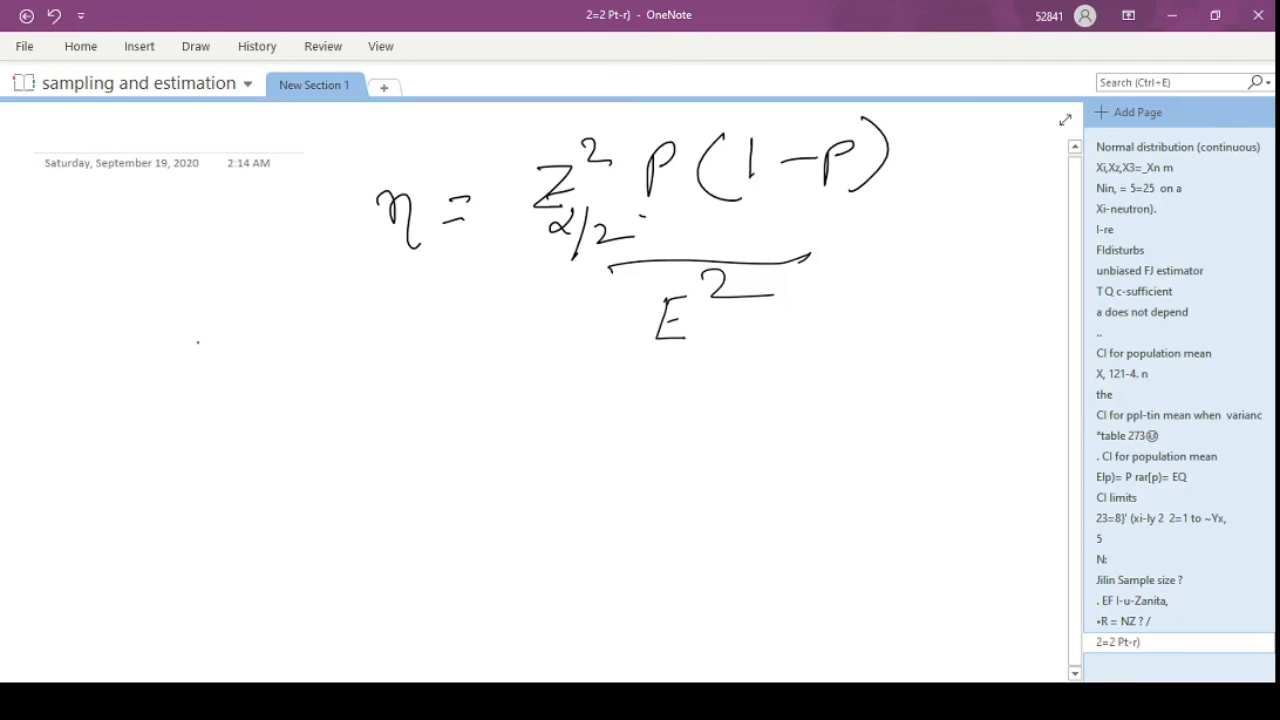 2=2 Pt-r) - OneNote
52841
File Home Insert Draw History Review View
sampling and estimation
New Section 1
Search (Ctrl+E)
Saturday, September 19, 2020 2:14 AM
η = Z²α/2 P(1-P)
E²
Add Page
Normal distribution (continuous)
Xi,Xz,X3=_Xn m
Nin, = 5=25 on a
Xi-neutron).
I-re
FIdisturbs
unbiased FJ estimator
T Q c-sufficient
a does not depend
..
CI for population mean
X, 121-4. n
the
CI for ppl-tin mean when varianc
*table 273😉
. CI for population mean
EIp)= P rar[p)= EQ
CI limits
23=8)' (xi-ly 2 2=1 to ~Yx,
5
N:
Jilin Sample size ?
. EF I-u-Zanita,
•R = NZ ? /
2=2 Pt-r)